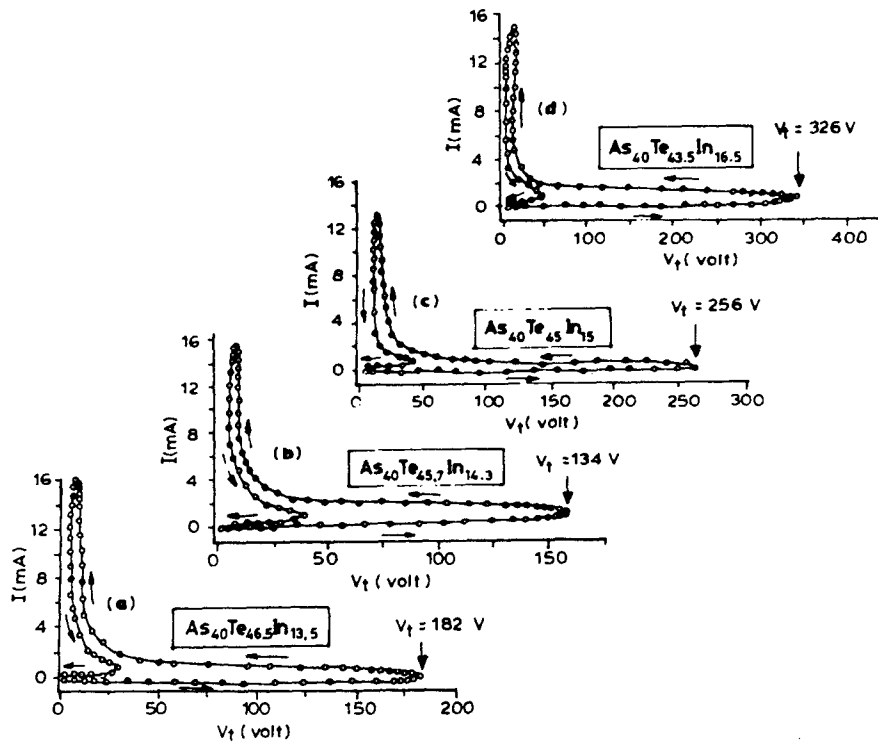 16
12
8
4
0
I(mA)
(d)
As40Te43.5In16.5
Vt = 326 V
0
100
200
300
400
Vt ( volt)
16
12
8
4
0
I(mA)
(c)
As40Te45In15
Vt = 256 V
0
50
100
150
200
250
300
Vt ( volt)
16
12
8
4
0
I(mA)
(b)
As40Te45,7In14.3
Vt =134 V
0
50
100
150
Vt ( volt)
16
12
8
4
0
I(mA)
(a)
As40Te46.5In13,5
Vt =182 V
0
50
100
150
200
Vt ( volt)